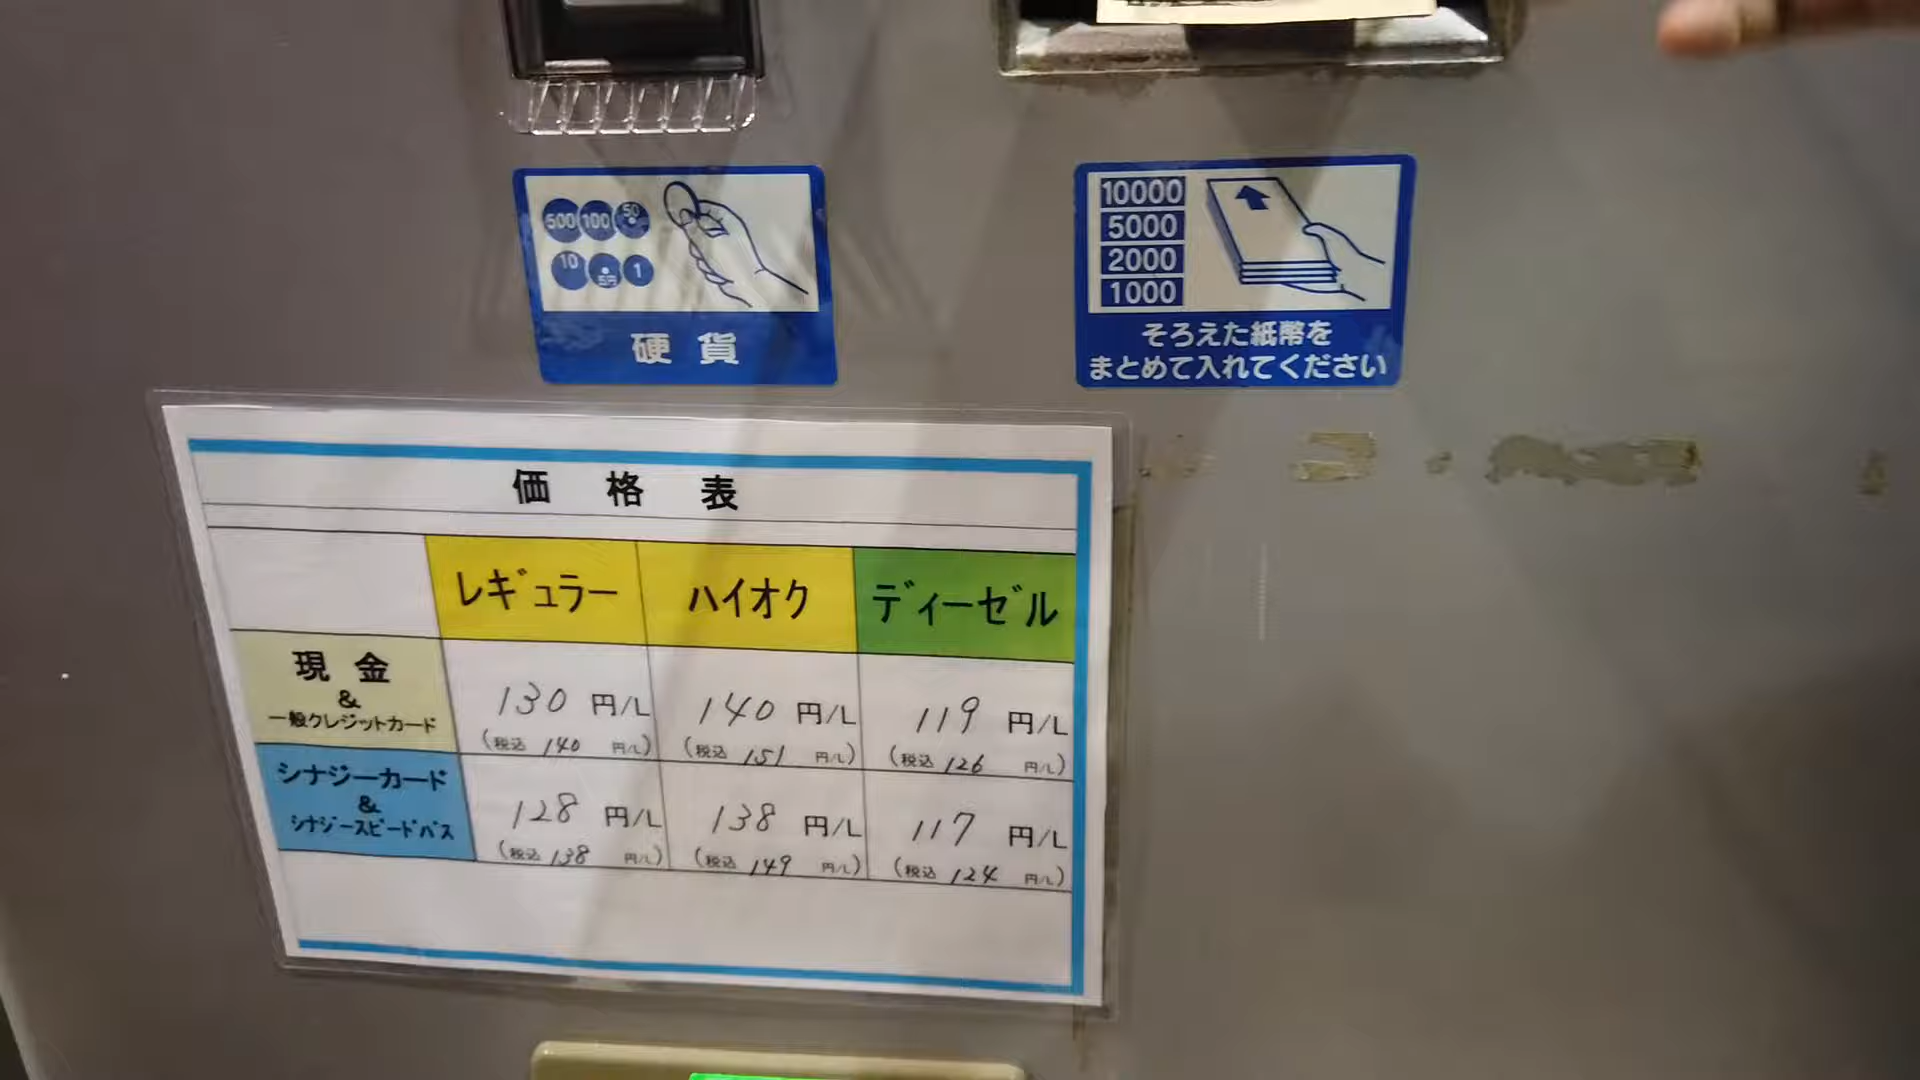 500 100 50
10 5円 1
硬 貨
10000
5000
2000
1000
そろえた紙幣を
まとめて入れてください
価 格 表
レギュラー ハイオク ディーゼル
現 金
&
一般クレジットカード
130 円/L 140 円/L 119 円/L
(税込 140 円/L) (税込 151 円/L) (税込 126 円/L)
シナジーカード
&
シナジースピードパス
128 円/L 138 円/L 117 円/L
(税込 138 円/L) (税込 149 円/L) (税込 124 円/L)